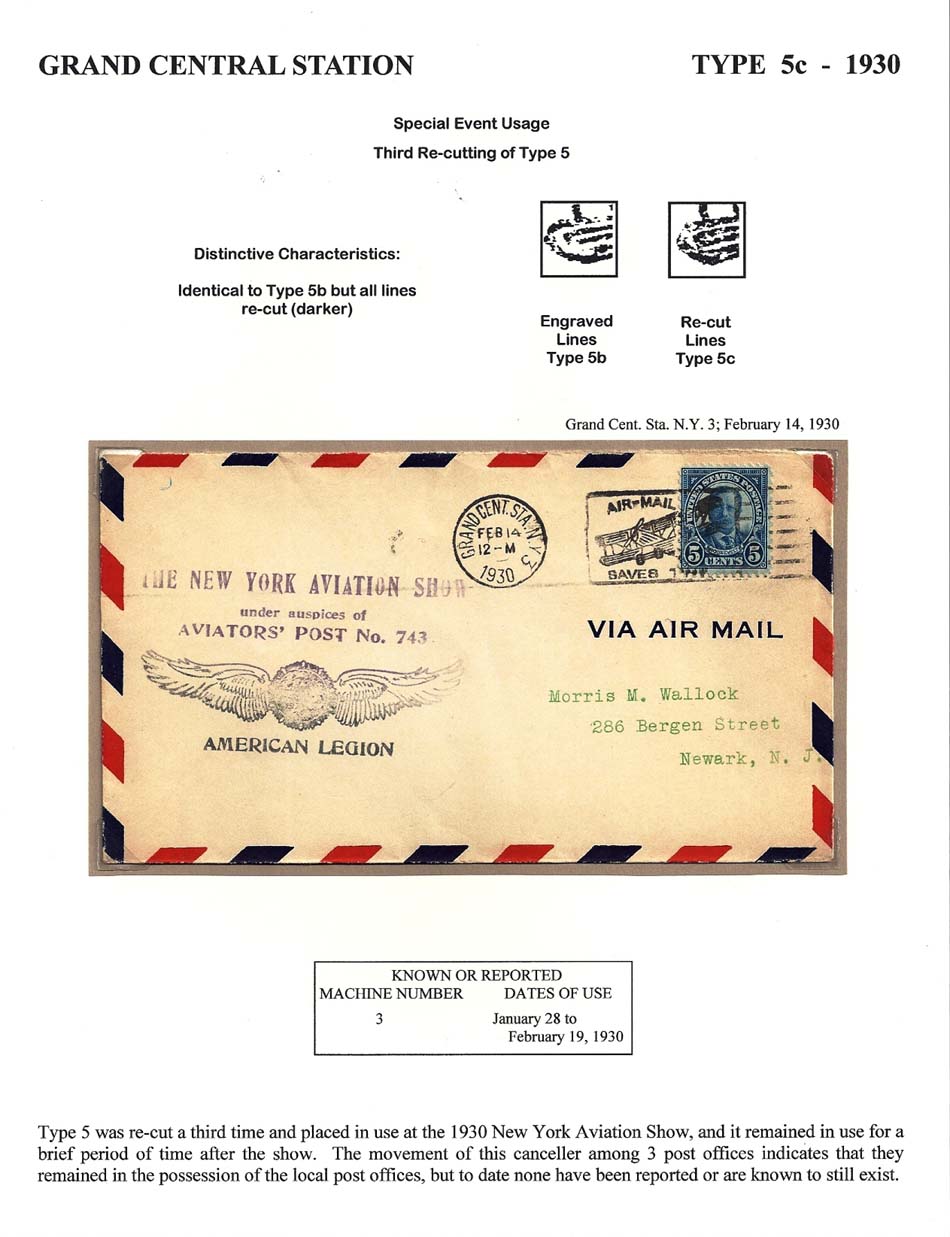 GRAND CENTRAL STATION
TYPE 5c - 1930
Special Event Usage
Third Re-cutting of Type 5
Distinctive Characteristics:
Identical to Type 5b but all lines
re-cut (darker)
Engraved
Lines
Type 5b
Re-cut
Lines
Type 5c
Grand Cent. Sta. N.Y. 3; February 14, 1930
GRAND CENT. STA. N.Y. 3
FEB 14
12-M
1930
AIR-MAIL
SAVES
UNITED STATES POSTAGE
5 CENTS 5
THE NEW YORK AVIATION SHOW
under auspices of
AVIATORS' POST No. 743
AMERICAN LEGION
VIA AIR MAIL
Morris M. Wallock
286 Bergen Street
Newark, N. J.
KNOWN OR REPORTED
MACHINE NUMBER DATES OF USE
3 January 28 to
February 19, 1930
Type 5 was re-cut a third time and placed in use at the 1930 New York Aviation Show, and it remained in use for a
brief period of time after the show. The movement of this canceller among 3 post offices indicates that they
remained in the possession of the local post offices, but to date none have been reported or are known to still exist.